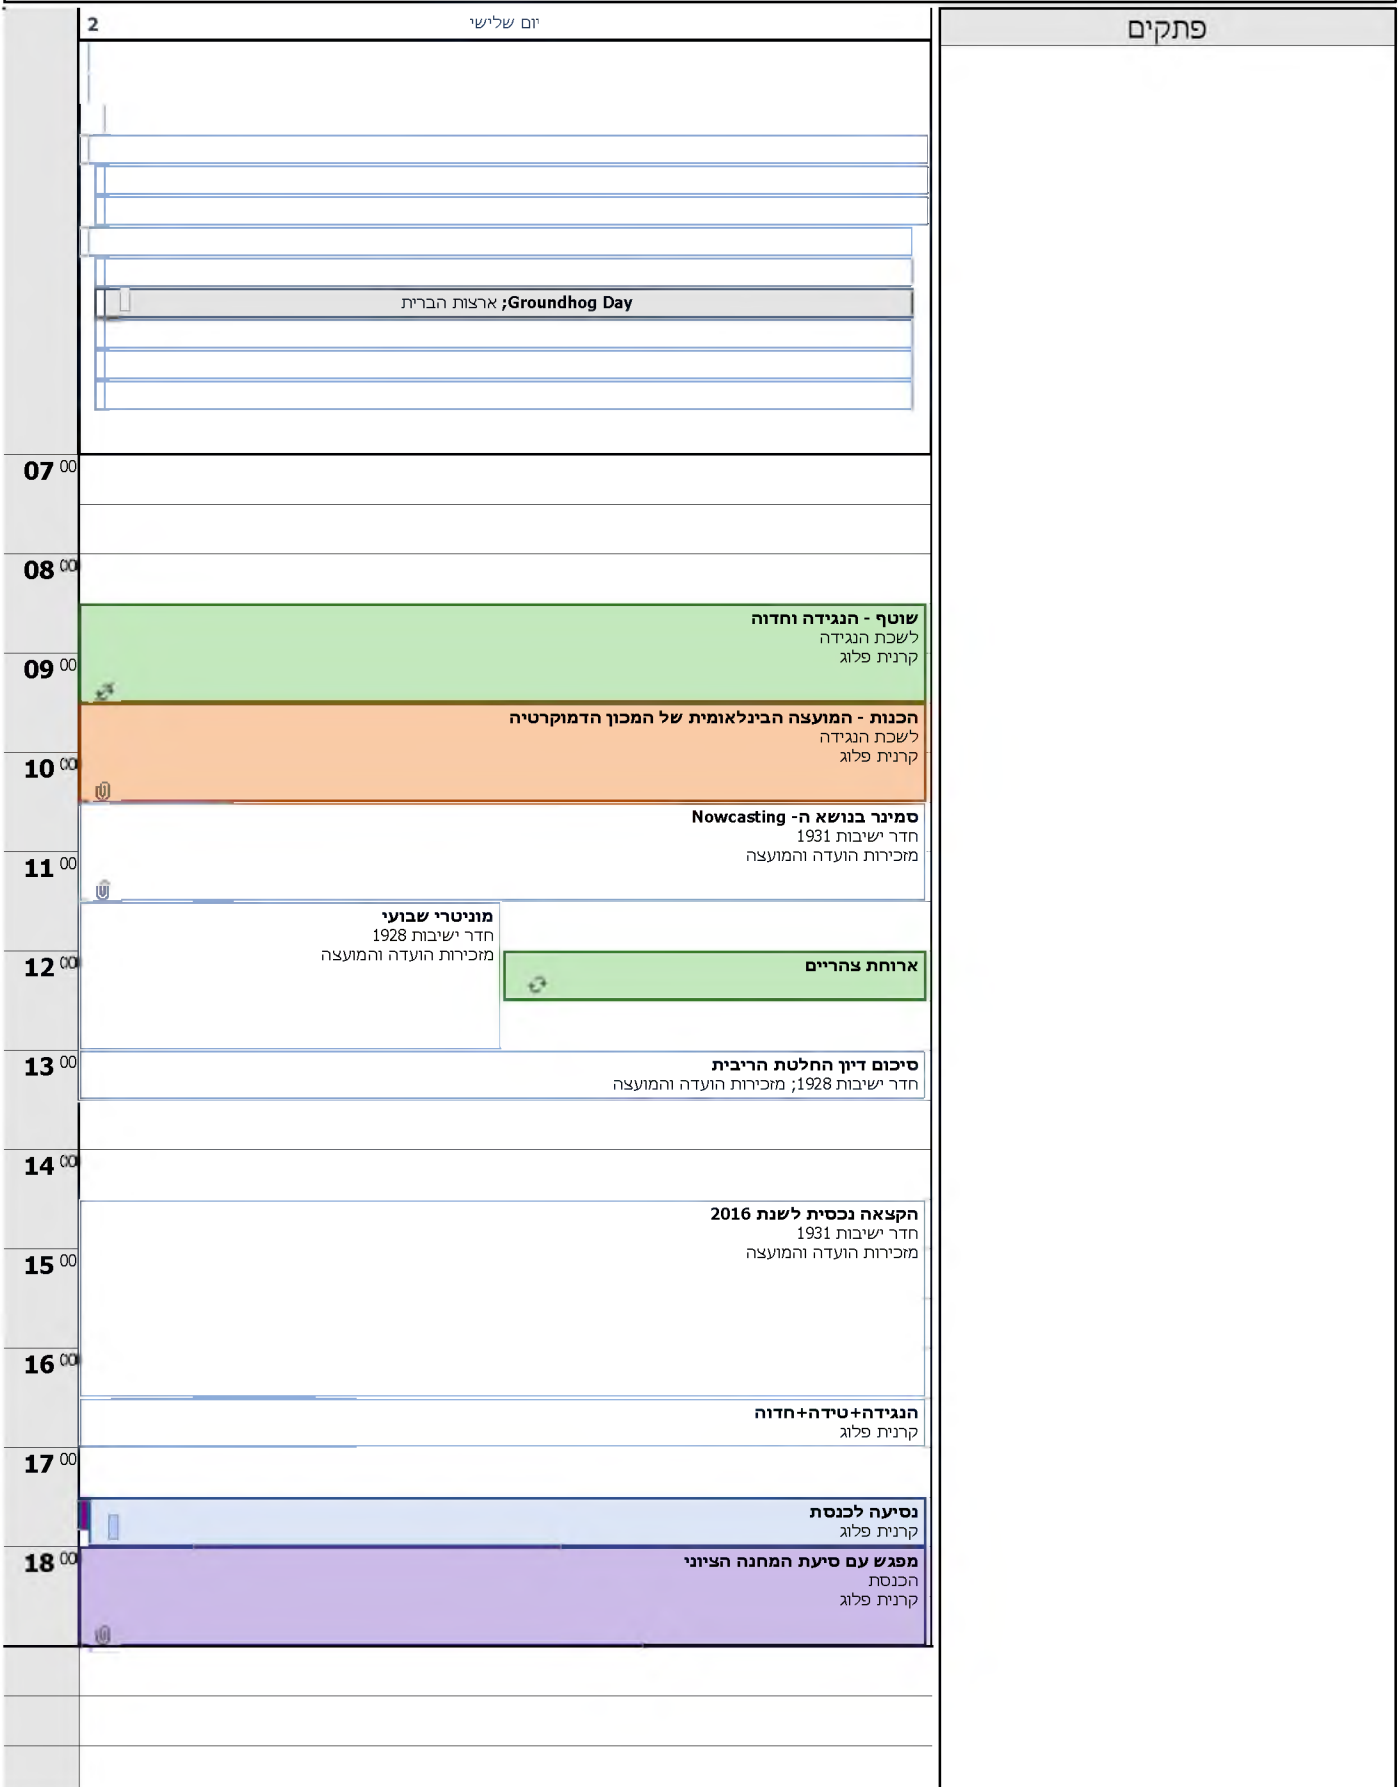 2
יום שלישי
פתקים
Groundhog Day; ארצות הברית
07 00
08 00
שוטף - הנגידה וחדוה
לשכת הנגידה
קרנית פלוג
09 00
הכנות - המועצה הבינלאומית של המכון הדמוקרטיה
לשכת הנגידה
קרנית פלוג
10 00
סמינר בנושא ה- Nowcasting
חדר ישיבות 1931
מזכירות הועדה והמועצה
11 00
מוניטרי שבועי
חדר ישיבות 1928
מזכירות הועדה והמועצה
12 00
ארוחת צהריים
13 00
סיכום דיון החלטת הריבית
חדר ישיבות 1928; מזכירות הועדה והמועצה
14 00
הקצאה נכסית לשנת 2016
חדר ישיבות 1931
מזכירות הועדה והמועצה
15 00
16 00
הנגידה+טידה+חדוה
קרנית פלוג
17 00
נסיעה לכנסת
קרנית פלוג
18 00
מפגש עם סיעת המחנה הציוני
הכנסת
קרנית פלוג